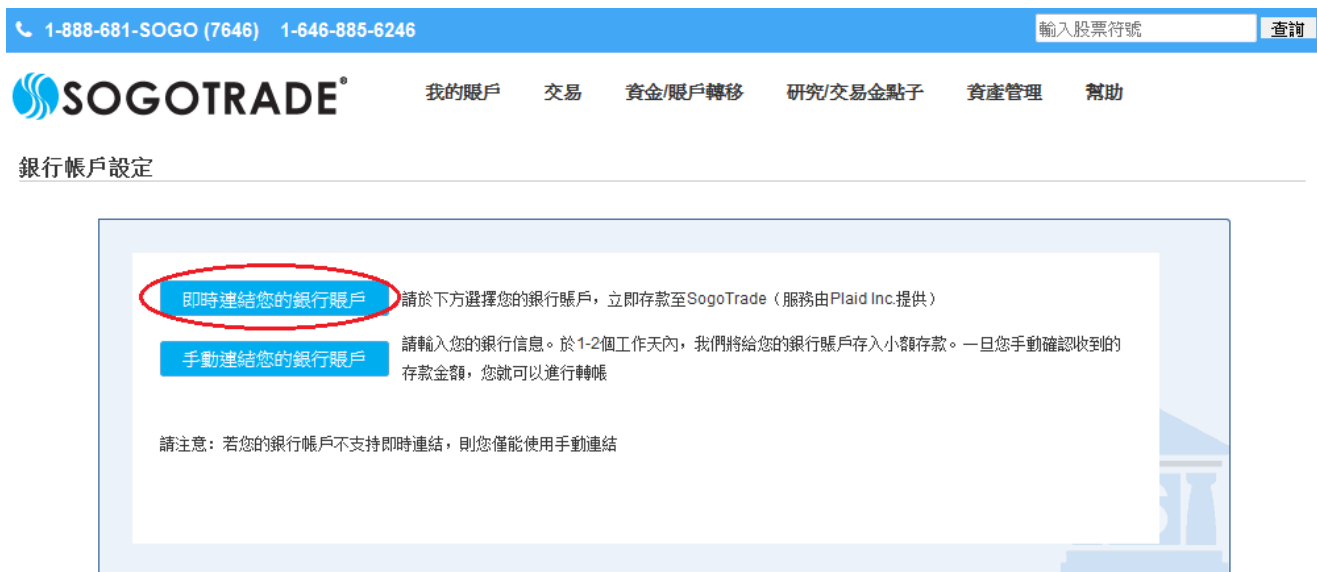 1-888-681-SOGO (7646) 1-646-885-6246
輸入股票符號 查詢
SOGOTRADE®
我的賬戶 交易 資金/賬戶轉移 研究/交易金點子 資產管理 幫助
銀行帳戶設定
即時連結您的銀行賬戶 請於下方選擇您的銀行賬戶，立即存款至SogoTrade（服務由Plaid Inc.提供）
手動連結您的銀行賬戶 請輸入您的銀行信息。於1-2個工作天內，我們將給您的銀行賬戶存入小額存款。一旦您手動確認收到的
存款金額，您就可以進行轉帳
請注意：若您的銀行帳戶不支持即時連結，則您僅能使用手動連結